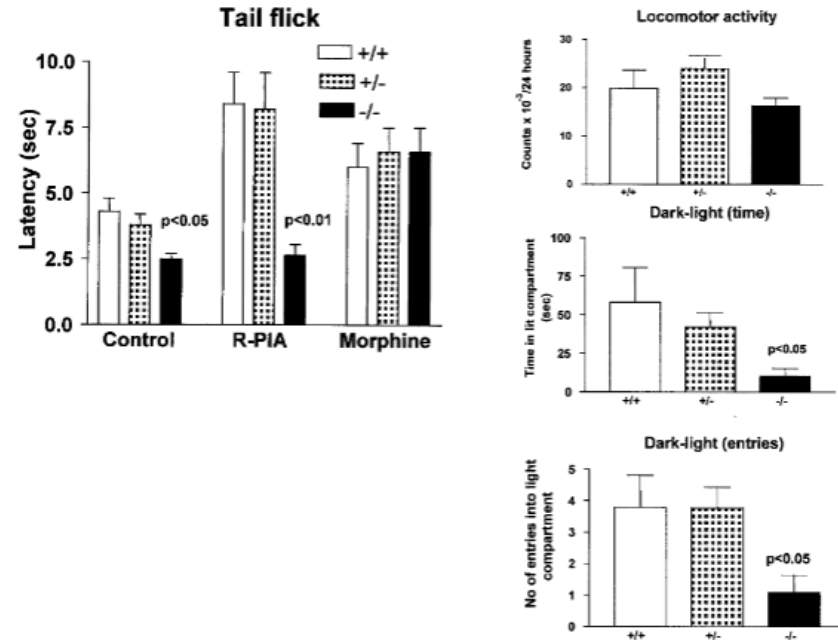 Tail flick
+/+
+/-
-/-
10.0
7.5
5.0
2.5
0.0
Latency (sec)
p<0.05
p<0.01
Control
R-PIA
Morphine
Locomotor activity
30
20
10
0
Counts x 10-3/24 hours
+/+
+/-
-/-
Dark-light (time)
100
75
50
25
0
Time in lit compartment
(sec)
p<0.05
+/+
+/-
-/-
Dark-light (entries)
5
4
3
2
1
0
No of entries into light
compartment
p<0.05
+/+
+/-
-/-